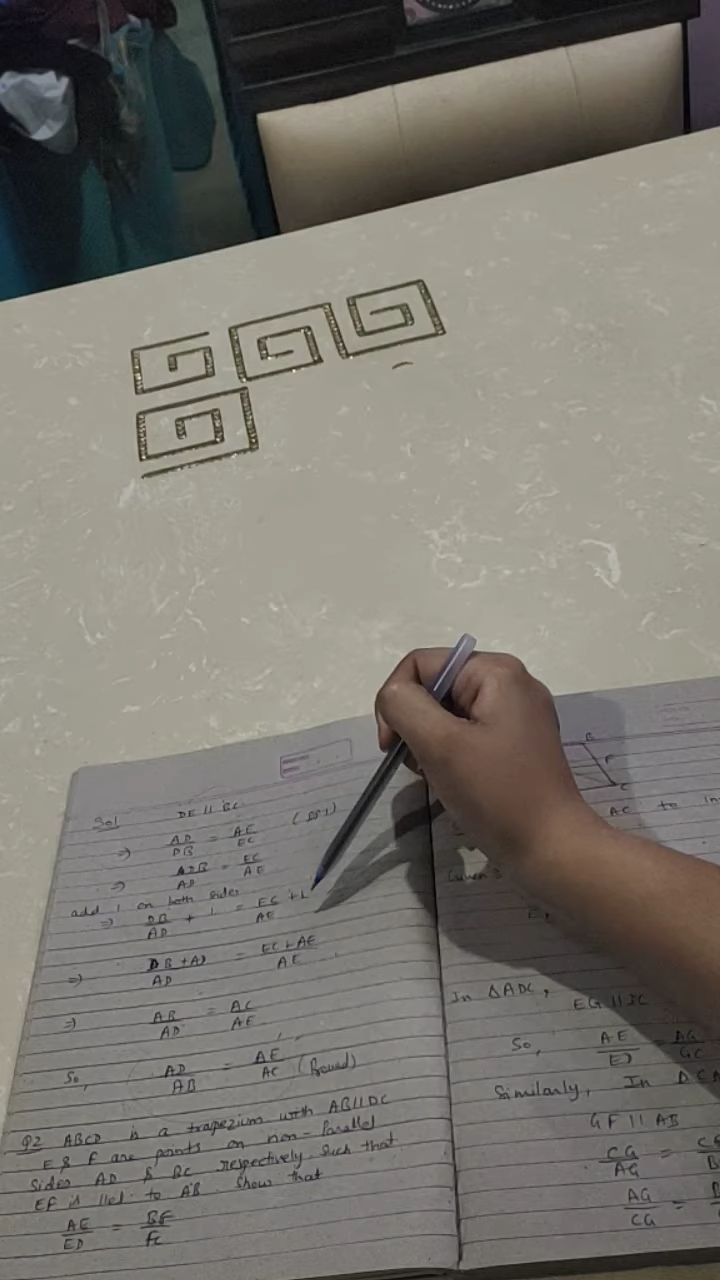 Sol DE || BC
⇒ AD/DB = AE/EC (BPT)
⇒ DB/AD = EC/AE
add 1 on both sides
⇒ DB/AD + 1 = EC/AE + 1
⇒ DB+AD/AD = EC+AE/AE
⇒ AB/AD = AC/AE
So, AD/AB = AE/AC (Proved)
Q2 ABCD is a trapezium with AB||DC
E & F are points on non-Parallel
sides AD & BC respectively such that
EF is ||el to AB. Show that
AE/ED = BF/FC
B
F
C
AC to
Given:
In ΔADC,
EG || DC
So, AE/ED = AG/GC
Similarly, In Δ
GF || AB
CG/AG =
AG/CG =